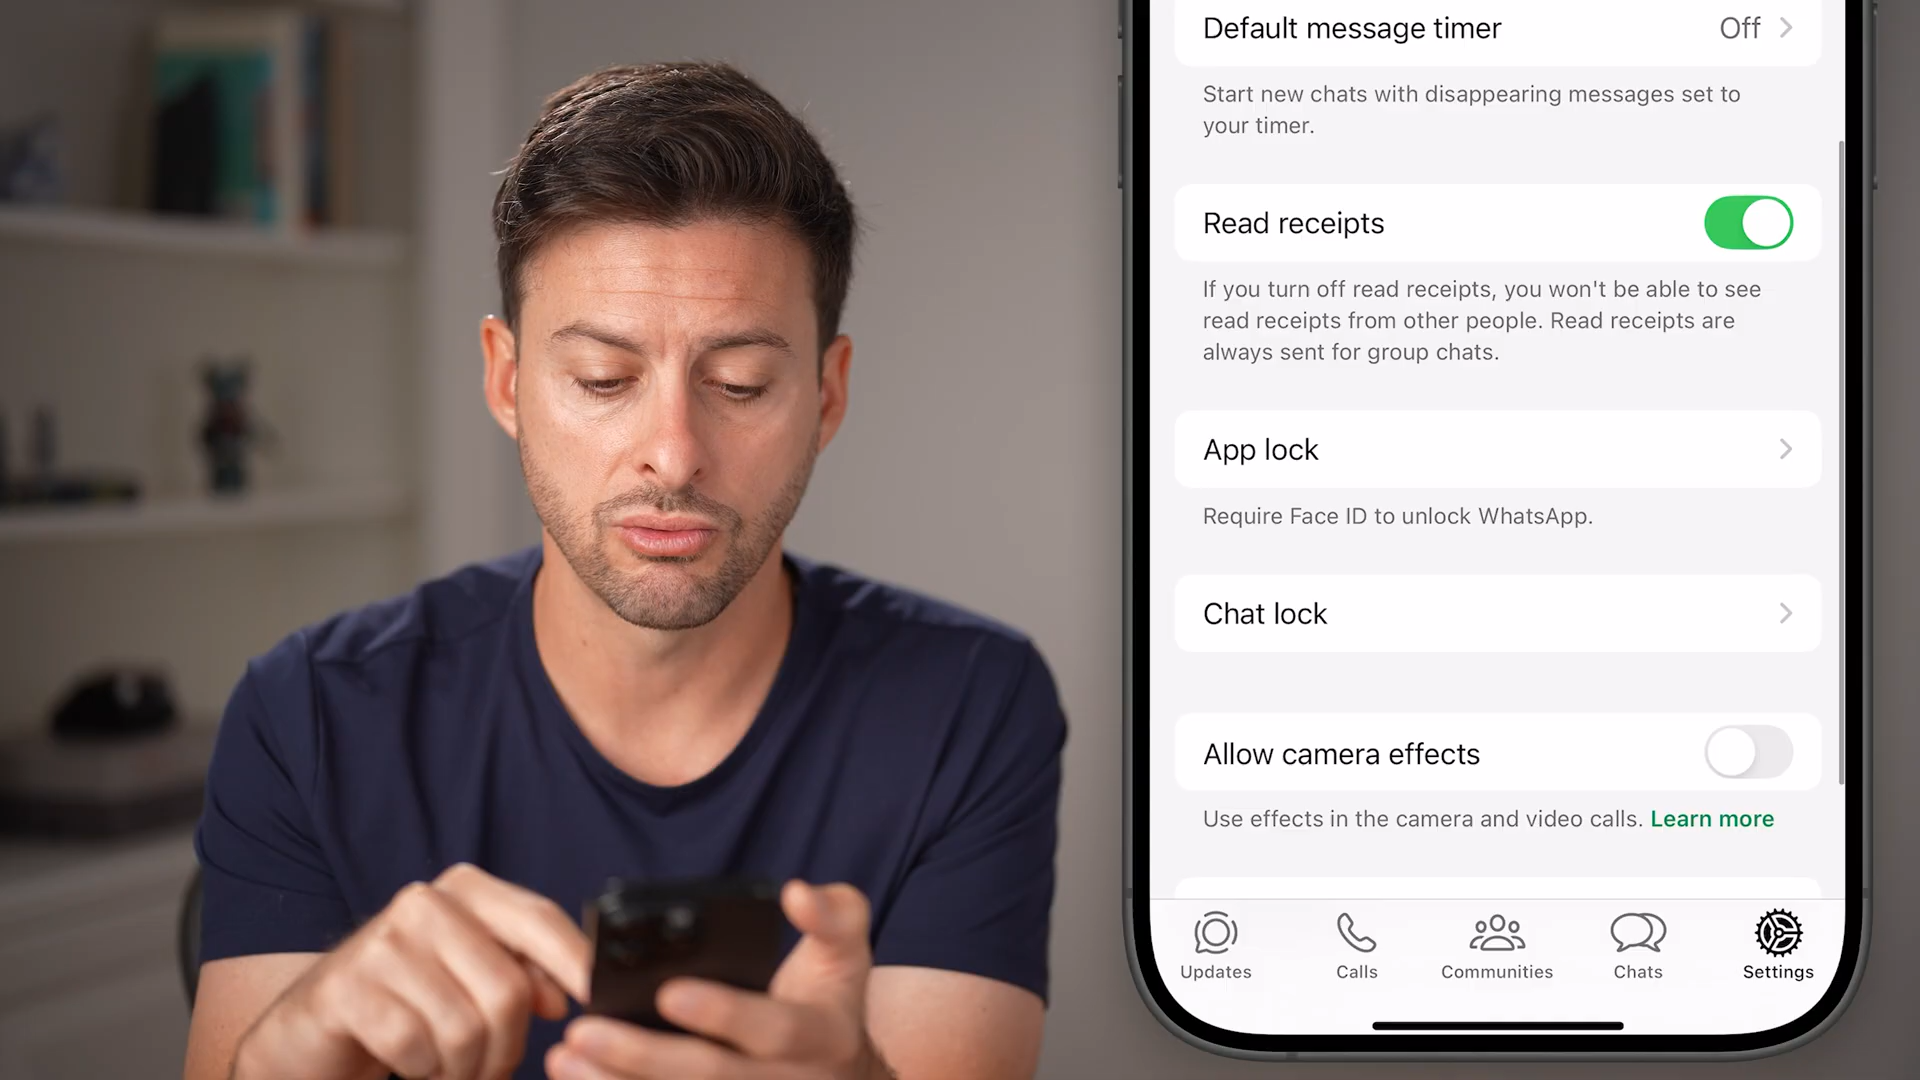 Default message timer
Off
Start new chats with disappearing messages set to
your timer.
Read receipts
If you turn off read receipts, you won't be able to see
read receipts from other people. Read receipts are
always sent for group chats.
App lock
Require Face ID to unlock WhatsApp.
Chat lock
Allow camera effects
Use effects in the camera and video calls. Learn more
Updates
Calls
Communities
Chats
Settings